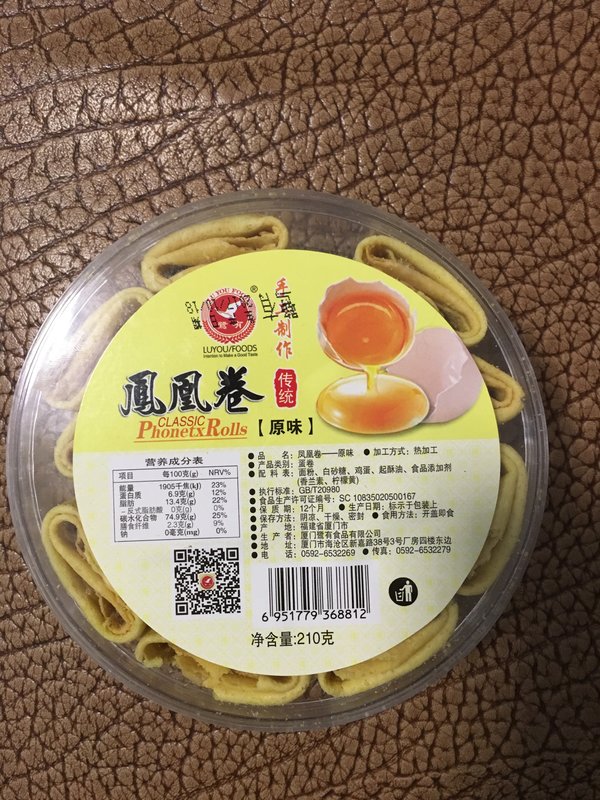 LU YOU FOODS
®
LUYOU/FOODS
Intention to Make a Good Taste
手工制作
鳳凰卷
传统
CLASSIC
PhonetxRolls
【原味】
营养成分表
项目 每100克(g) NRV%
能量 1905千焦(kJ) 23%
蛋白质 6.9克(g) 12%
脂肪 13.4克(g) 22%
--反式脂肪酸 0克(g) 0%
碳水化合物 74.9克(g) 25%
膳食纤维 2.3克(g) 9%
钠 0毫克(mg) 0%
●品 名：凤凰卷——原味 ●加工方式：热加工
●产品类别：蛋卷
●配 料 表：面粉、白砂糖、鸡蛋、起酥油、食品添加剂
(香兰素、柠檬黄)
●执行标准：GB/T20980
●食品生产许可证编号：SC 10835020500167
●保 质 期：12个月 ●生产日期：标示于包装上
●保存方法：阴凉、干燥、密封 ●食用方法：开盖即食
●产 地：福建省厦门市
●生 产 者：厦门鹭有食品有限公司
●地 址：厦门市海沧区新嘉路38号3号厂房四楼东边
●电 话：0592-6532269 ●传真：0592-6532279
6 951779 368812
净含量:210克